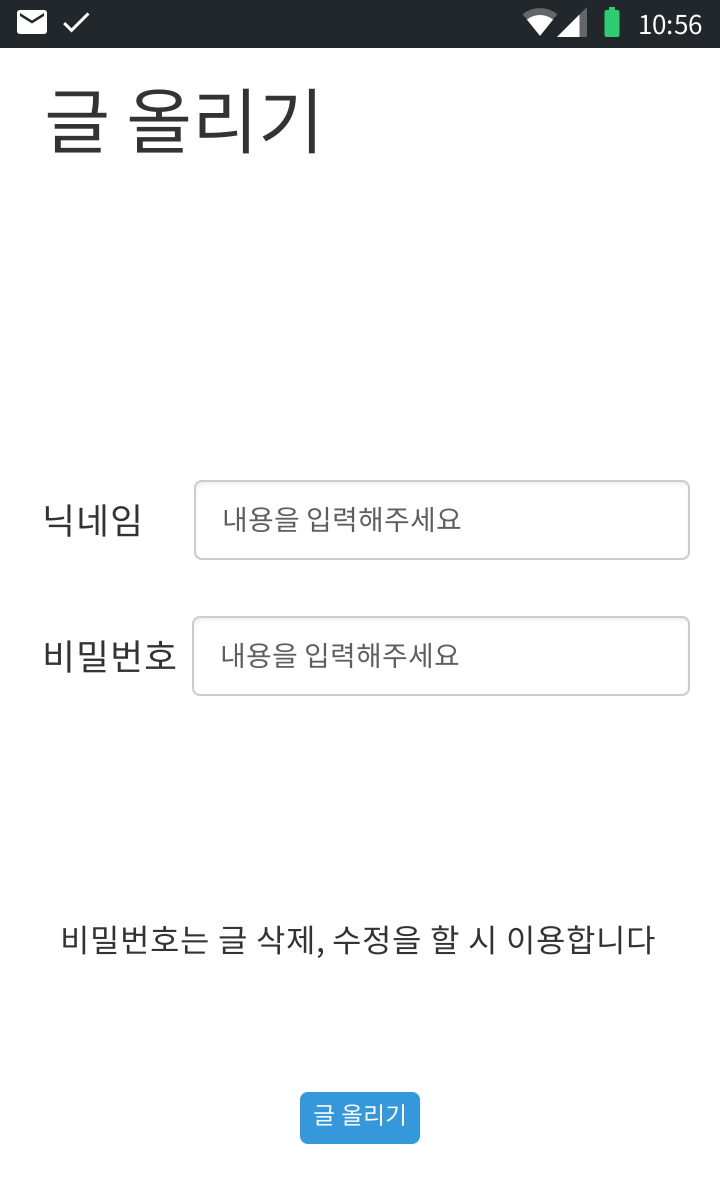 10:56
글 올리기
닉네임 내용을 입력해주세요
비밀번호 내용을 입력해주세요
비밀번호는 글 삭제, 수정을 할 시 이용합니다
글 올리기